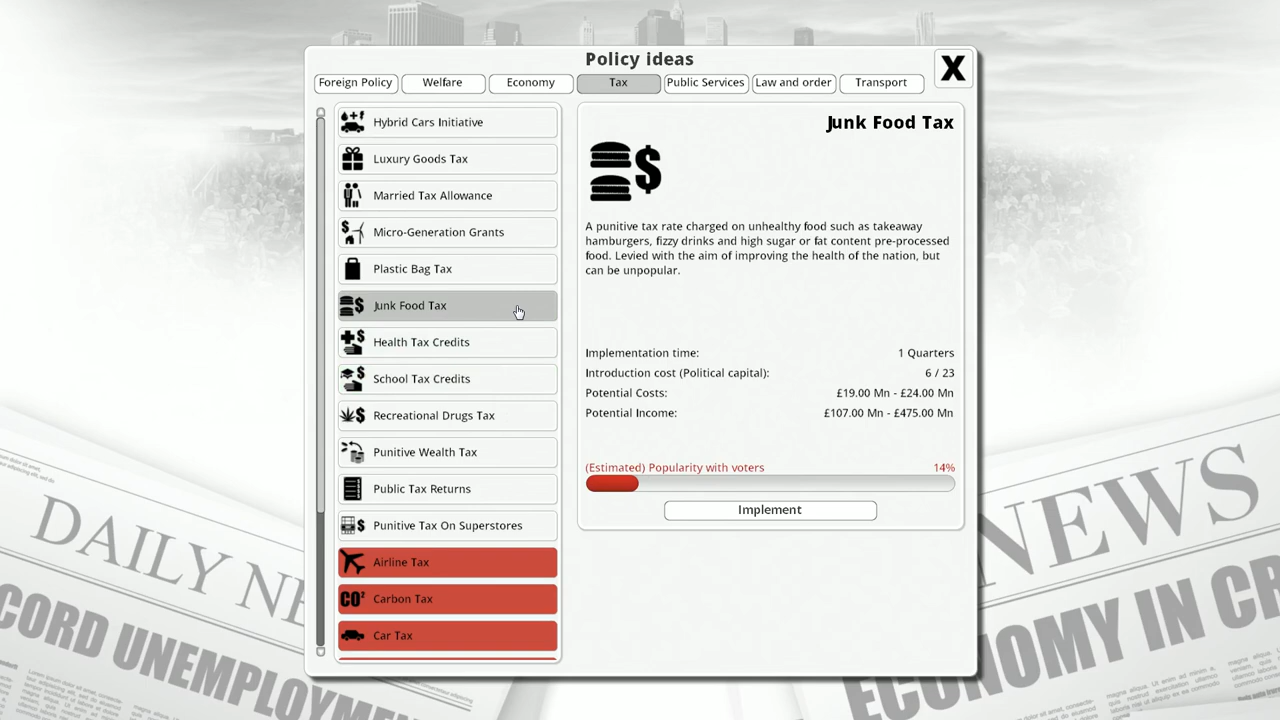 Policy ideas
X
Foreign Policy
Welfare
Economy
Tax
Public Services
Law and order
Transport
Hybrid Cars Initiative
Luxury Goods Tax
Married Tax Allowance
Micro-Generation Grants
Plastic Bag Tax
Junk Food Tax
Health Tax Credits
School Tax Credits
Recreational Drugs Tax
Punitive Wealth Tax
Public Tax Returns
Punitive Tax On Superstores
Airline Tax
CO²
Carbon Tax
Car Tax
Junk Food Tax
$
A punitive tax rate charged on unhealthy food such as takeaway
hamburgers, fizzy drinks and high sugar or fat content pre-processed
food. Levied with the aim of improving the health of the nation, but
can be unpopular.
Implementation time: 1 Quarters
Introduction cost (Political capital): 6 / 23
Potential Costs: £19.00 Mn - £24.00 Mn
Potential Income: £107.00 Mn - £475.00 Mn
(Estimated) Popularity with voters 14%
Implement
DAILY NE
CORD UNEMPLOYM
NEWS
ECONOMY IN CR